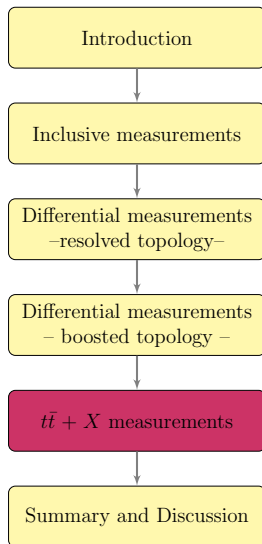 Introduction
Inclusive measurements
Differential measurements
–resolved topology–
Differential measurements
– boosted topology –
tt̄ + X measurements
Summary and Discussion